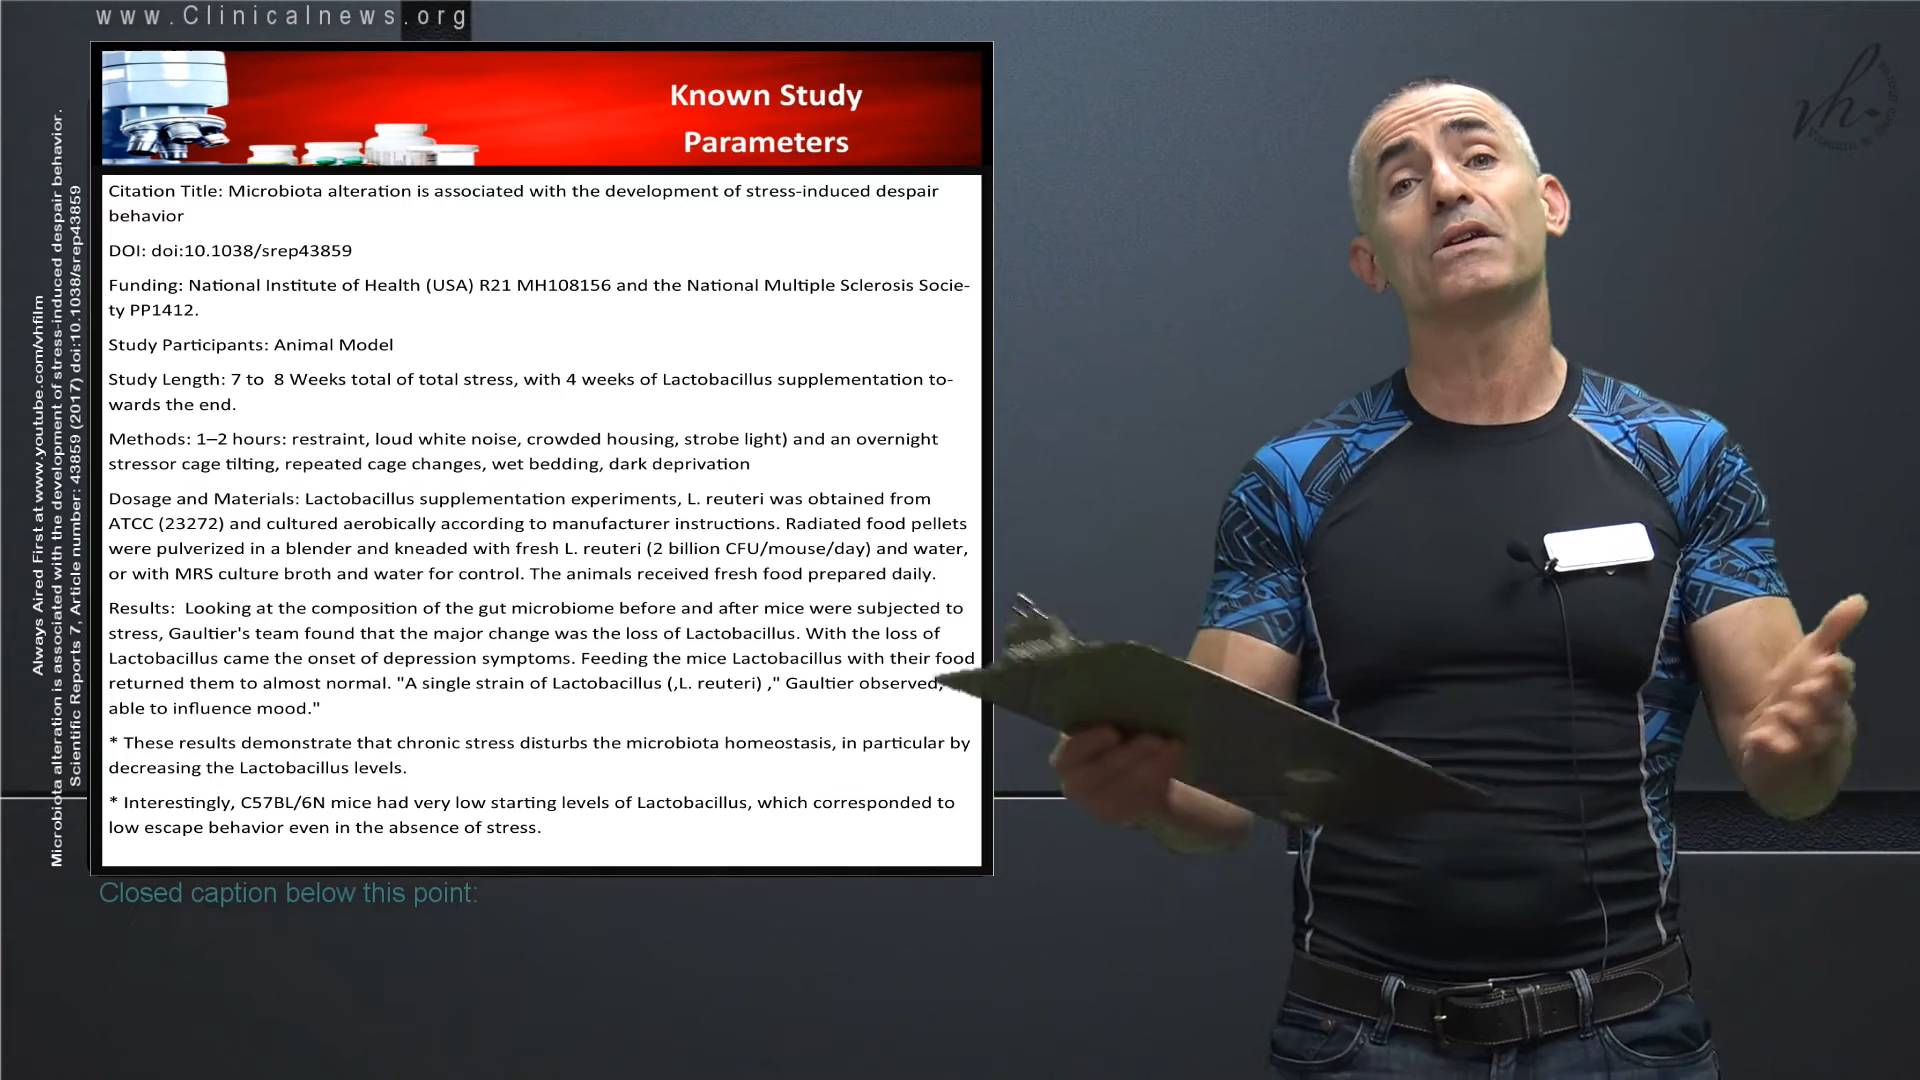 www.Clinicalnews.org
Known Study
Parameters
Citation Title: Microbiota alteration is associated with the development of stress-induced despair
behavior
DOI: doi:10.1038/srep43859
Funding: National Institute of Health (USA) R21 MH108156 and the National Multiple Sclerosis Socie-
ty PP1412.
Study Participants: Animal Model
Study Length: 7 to  8 Weeks total of total stress, with 4 weeks of Lactobacillus supplementation to-
wards the end.
Methods: 1–2 hours: restraint, loud white noise, crowded housing, strobe light) and an overnight
stressor cage tilting, repeated cage changes, wet bedding, dark deprivation
Dosage and Materials: Lactobacillus supplementation experiments, L. reuteri was obtained from
ATCC (23272) and cultured aerobically according to manufacturer instructions. Radiated food pellets
were pulverized in a blender and kneaded with fresh L. reuteri (2 billion CFU/mouse/day) and water,
or with MRS culture broth and water for control. The animals received fresh food prepared daily.
Results:  Looking at the composition of the gut microbiome before and after mice were subjected to
stress, Gaultier's team found that the major change was the loss of Lactobacillus. With the loss of
Lactobacillus came the onset of depression symptoms. Feeding the mice Lactobacillus with their food
returned them to almost normal. "A single strain of Lactobacillus (,L. reuteri) ," Gaultier observed,
able to influence mood."
* These results demonstrate that chronic stress disturbs the microbiota homeostasis, in particular by
decreasing the Lactobacillus levels.
* Interestingly, C57BL/6N mice had very low starting levels of Lactobacillus, which corresponded to
low escape behavior even in the absence of stress.
Closed caption below this point:
Always Aired First at www.youtube.com/vhfilm
Microbiota alteration is associated with the development of stress-induced despair behavior.
Scientific Reports 7, Article number: 43859 (2017) doi:10.1038/srep43859
vh